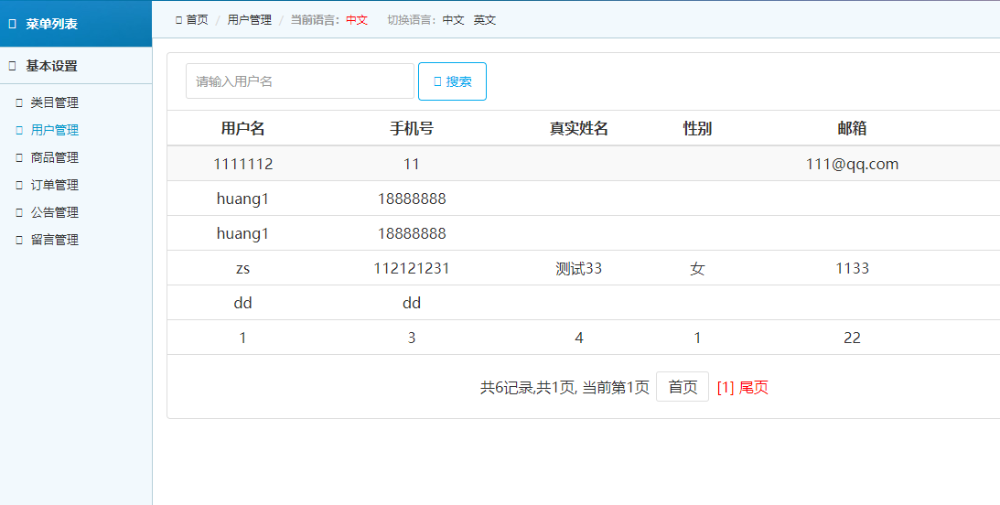 菜单列表
首页 / 用户管理 / 当前语言：中文 切换语言：中文 英文
基本设置
类目管理
用户管理
商品管理
订单管理
公告管理
留言管理
请输入用户名 搜索
用户名 手机号 真实姓名 性别 邮箱
1111112 11 111@qq.com
huang1 18888888
huang1 18888888
zs 112121231 测试33 女 1133
dd dd
1 3 4 1 22
共6记录,共1页, 当前第1页 首页 [1] 尾页